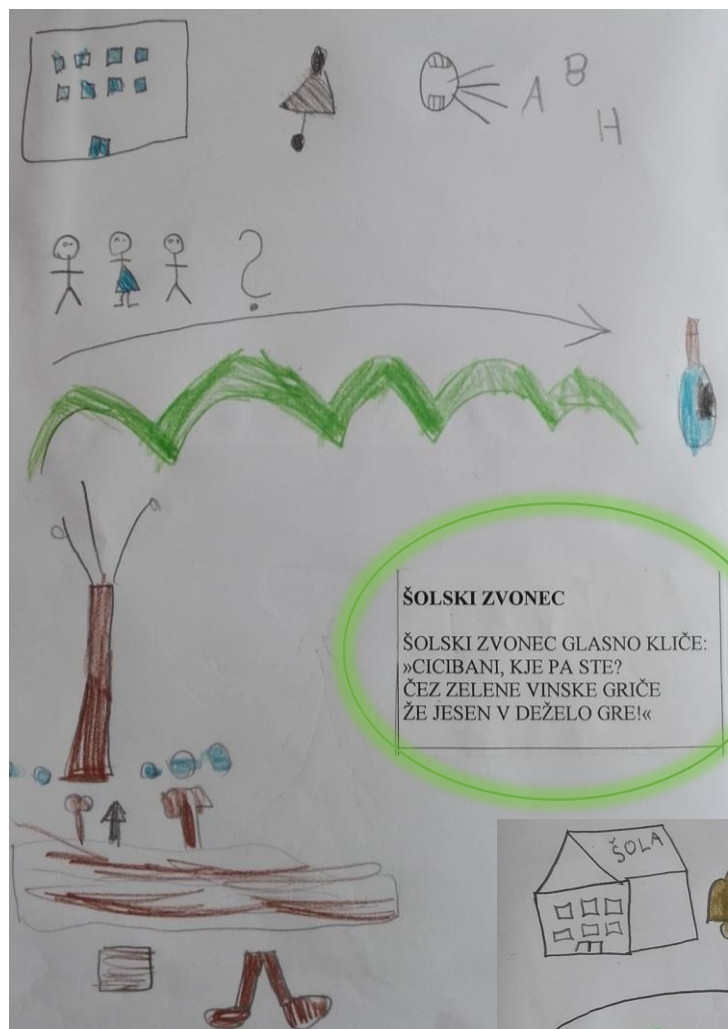 A B
H
?
ŠOLSKI ZVONEC
ŠOLSKI ZVONEC GLASNO KLIČE:
»CICIBANI, KJE PA STE?
ČEZ ZELENE VINSKE GRIČE
ŽE JESEN V DEŽELO GRE!«
ŠOLA